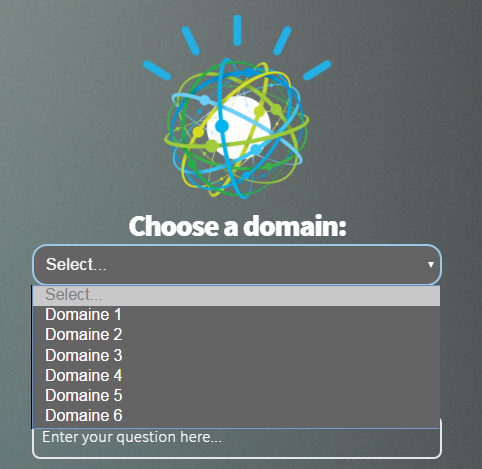 Choose a domain:
Select...
Select...
Domaine 1
Domaine 2
Domaine 3
Domaine 4
Domaine 5
Domaine 6
Enter your question here...